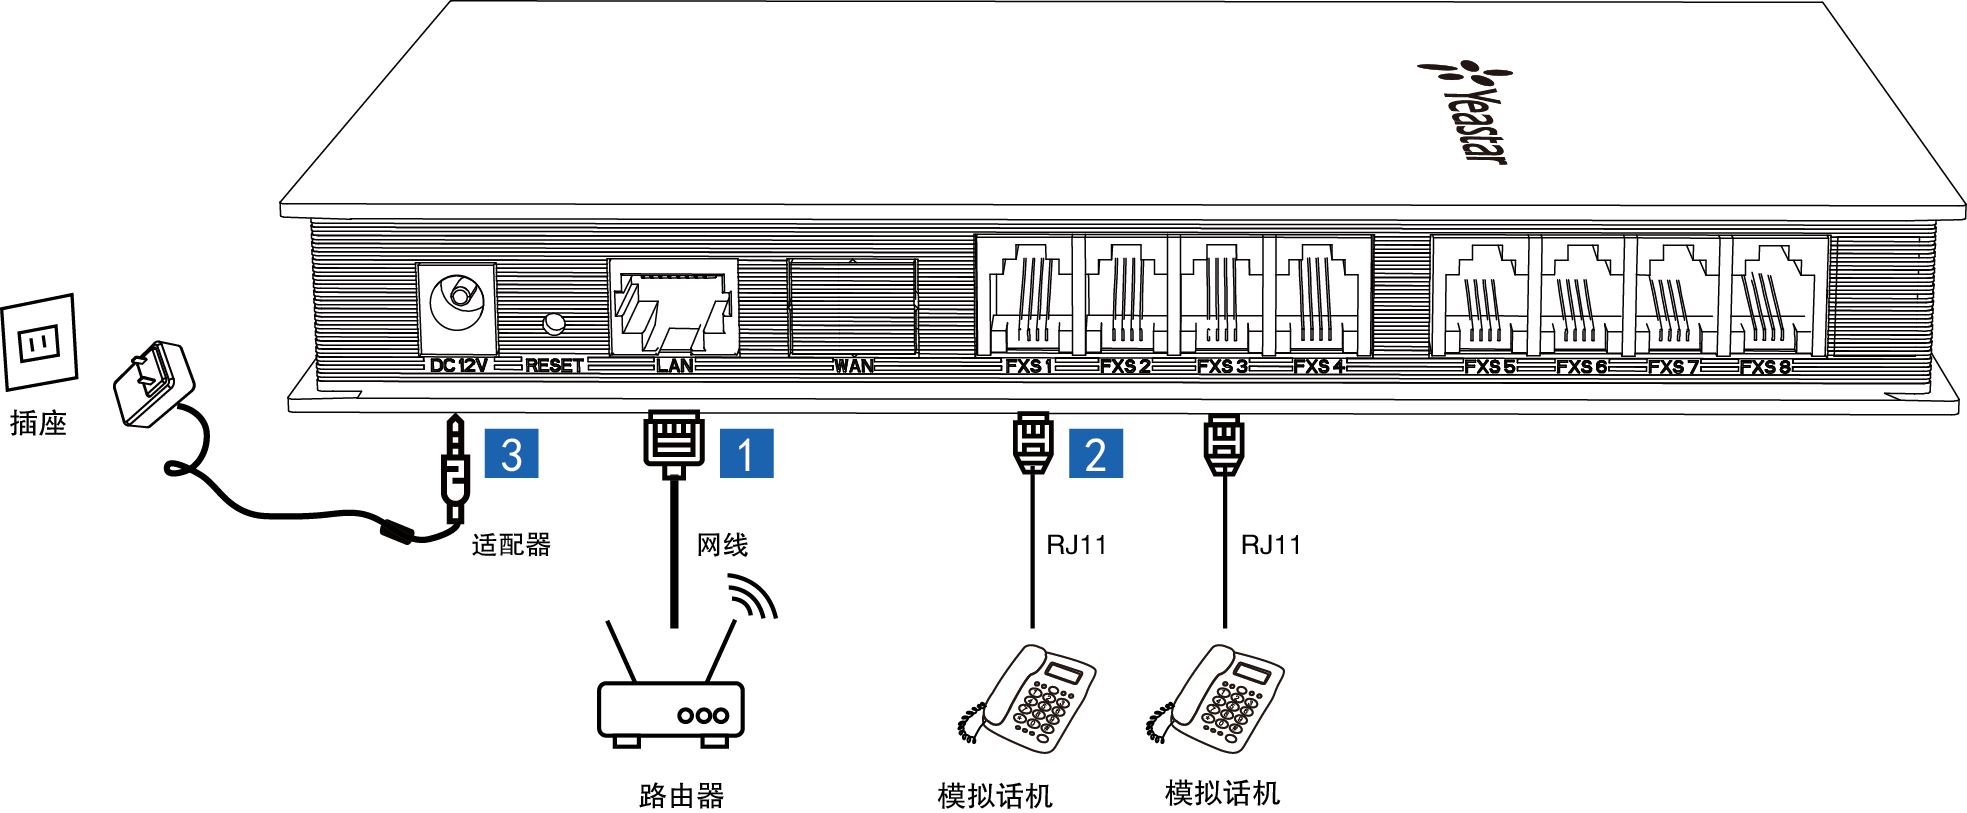 Yeastar
DC 12V
RESET
LAN
WAN
FXS 1
FXS 2
FXS 3
FXS 4
FXS 5
FXS 6
FXS 7
FXS 8
插座
3
1
2
适配器
网线
RJ11
RJ11
路由器
模拟话机
模拟话机